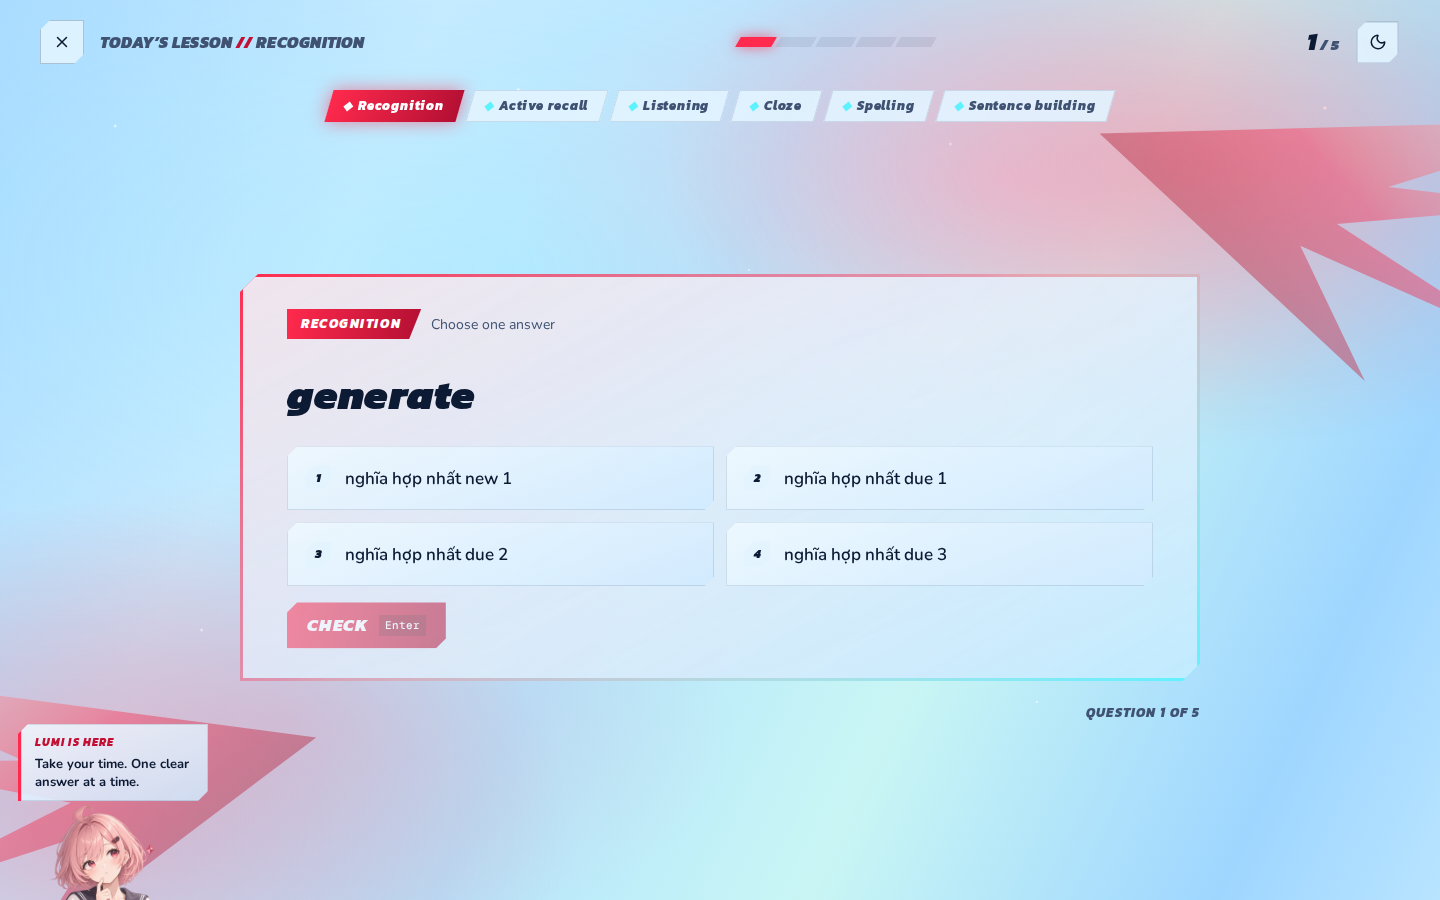 TODAY'S LESSON // RECOGNITION
1 / 5
Recognition
Active recall
Listening
Cloze
Spelling
Sentence building
RECOGNITION
Choose one answer
generate
1 nghĩa hợp nhất new 1
2 nghĩa hợp nhất due 1
3 nghĩa hợp nhất due 2
4 nghĩa hợp nhất due 3
CHECK Enter
QUESTION 1 OF 5
LUMI IS HERE
Take your time. One clear
answer at a time.